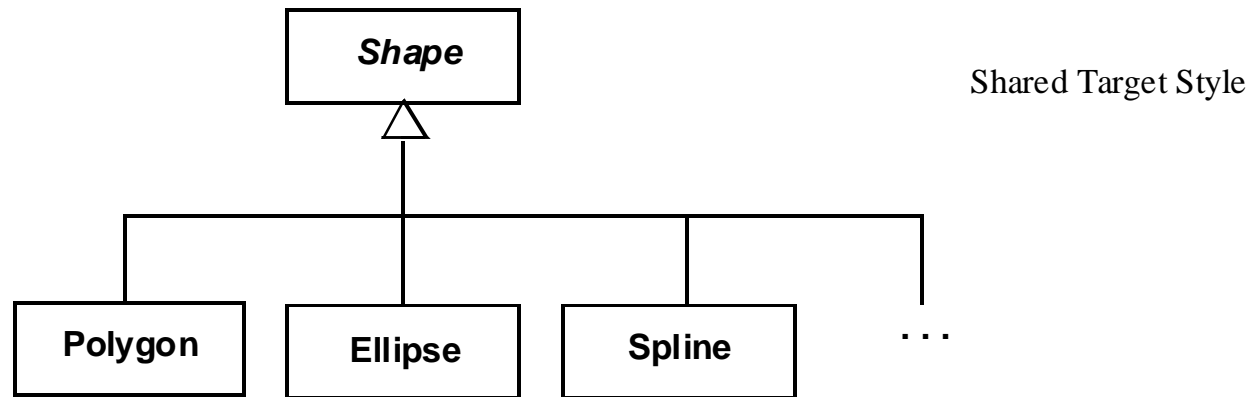 Shape
Shared Target Style
Polygon
Ellipse
Spline
. . .